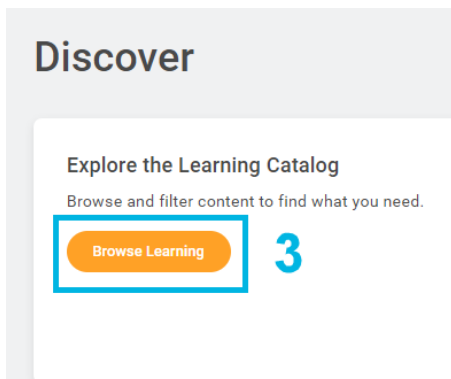 Discover
Explore the Learning Catalog
Browse and filter content to find what you need.
Browse Learning
3